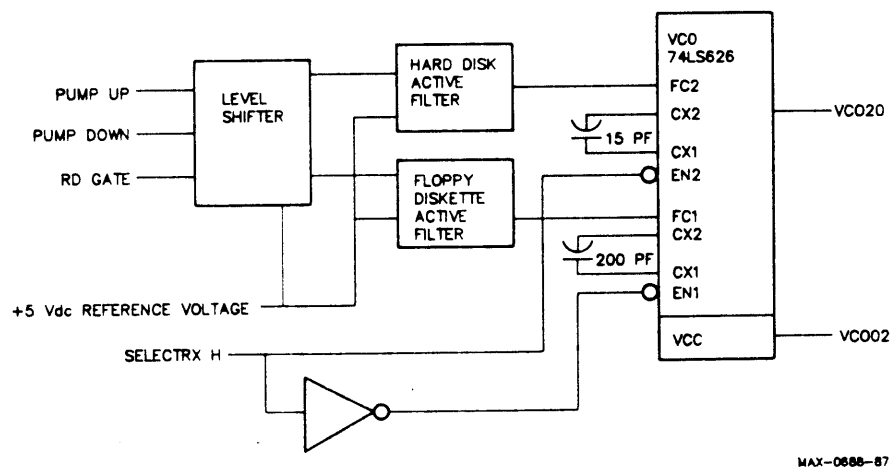 PUMP UP
PUMP DOWN
RD GATE
LEVEL
SHIFTER
HARD DISK
ACTIVE
FILTER
FLOPPY
DISKETTE
ACTIVE
FILTER
+5 Vdc REFERENCE VOLTAGE
SELECTRX H
15 PF
200 PF
VCO
74LS626
FC2
CX2
CX1
EN2
FC1
CX2
CX1
EN1
VCC
VCO20
VCO02
MAX-0688-87